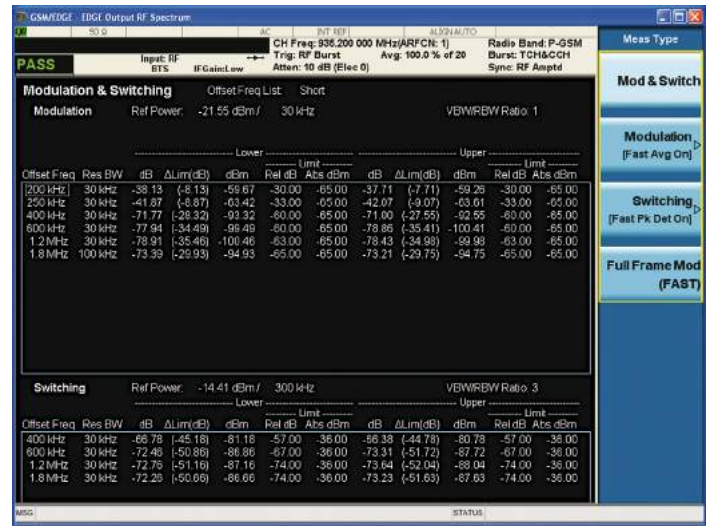 GSM/EDGE - EDGE Output RF Spectrum
50 Ω AC INT REF ALIGN AUTO
CH Freq: 936.200 000 MHz(ARFCN: 1) Radio Band: P-GSM
PASS Input: RF Trig: RF Burst Avg: 100.0 % of 20 Burst: TCH&CCH
BTS IFGain:Low Atten: 10 dB (Elec 0) Sync: RF Amptd
Modulation & Switching Offset Freq List: Short
Modulation Ref Power: -21.55 dBm / 30 kHz VBW/RBW Ratio: 1
Lower Upper
Limit Limit
Offset Freq Res BW dB ΔLim(dB) dBm Rel dB Abs dBm dB ΔLim(dB) dBm Rel dB Abs dBm
200 kHz 30 kHz -38.13 (-8.13) -59.67 -30.00 -65.00 -37.71 (-7.71) -59.26 -30.00 -65.00
250 kHz 30 kHz -41.87 (-8.87) -63.42 -33.00 -65.00 -42.07 (-9.07) -63.61 -33.00 -65.00
400 kHz 30 kHz -71.77 (-28.32) -93.32 -60.00 -65.00 -71.00 (-27.55) -92.55 -60.00 -65.00
600 kHz 30 kHz -77.94 (-34.49) -99.49 -60.00 -65.00 -78.86 (-35.41) -100.41 -60.00 -65.00
1.2 MHz 30 kHz -78.91 (-35.46) -100.46 -63.00 -65.00 -78.43 (-34.98) -99.98 -63.00 -65.00
1.8 MHz 100 kHz -73.39 (-29.93) -94.93 -65.00 -65.00 -73.21 (-29.75) -94.75 -65.00 -65.00
Switching Ref Power: -14.41 dBm / 300 kHz VBW/RBW Ratio: 3
Lower Upper
Limit Limit
Offset Freq Res BW dB ΔLim(dB) dBm Rel dB Abs dBm dB ΔLim(dB) dBm Rel dB Abs dBm
400 kHz 30 kHz -66.78 (-45.18) -81.18 -57.00 -36.00 -66.38 (-44.78) -80.78 -57.00 -36.00
600 kHz 30 kHz -72.46 (-50.86) -86.86 -67.00 -36.00 -73.31 (-51.72) -87.72 -67.00 -36.00
1.2 MHz 30 kHz -72.76 (-51.16) -87.16 -74.00 -36.00 -73.64 (-52.04) -88.04 -74.00 -36.00
1.8 MHz 30 kHz -72.26 (-50.66) -86.66 -74.00 -36.00 -73.23 (-51.63) -87.63 -74.00 -36.00
MSG STATUS
Meas Type
Mod & Switch
Modulation
[Fast Avg On]
Switching
[Fast Pk Det On]
Full Frame Mod
(FAST)